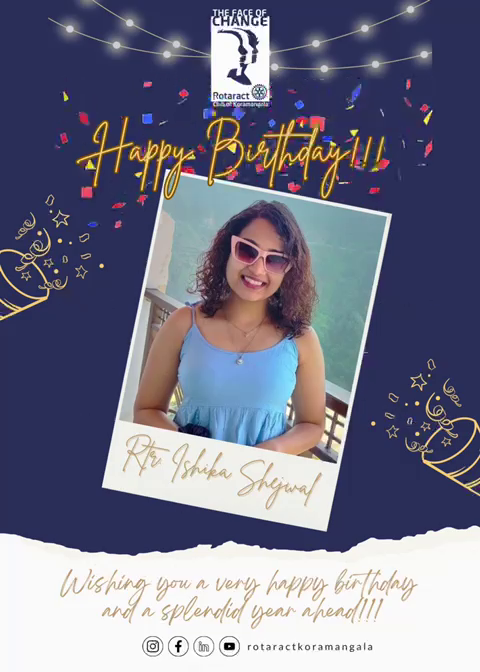 THE FACE OF
CHANGE
Rotaract
Club of Koramangala
Happy Birthday!!!
Rtr. Ishika Shejwal
Wishing you a very happy birthday
and a splendid year ahead!!!
in rotaractkoramangala